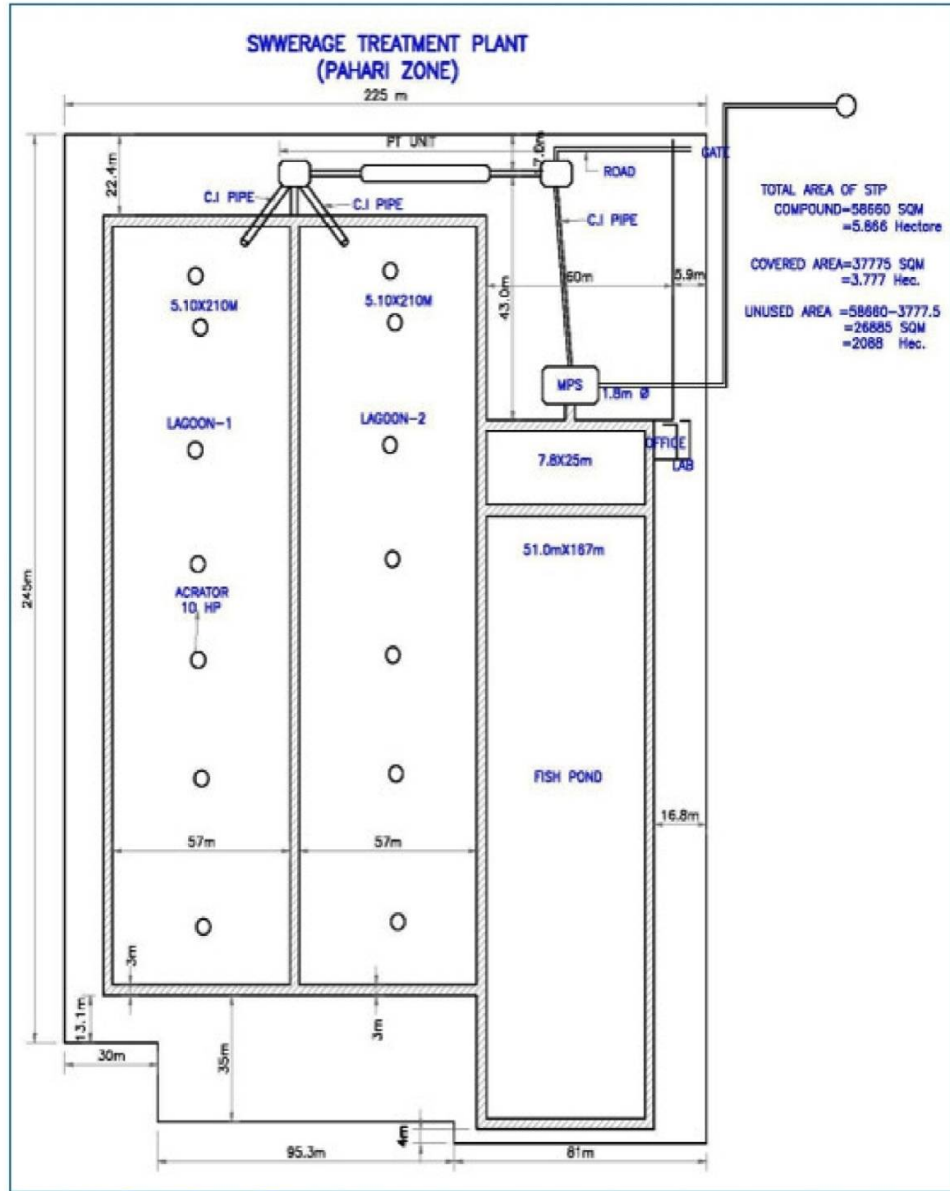 SWWERAGE TREATMENT PLANT
(PAHARI ZONE)
225 m
PT UNIT
7.0m
GATE
ROAD
22.4m
C.I PIPE
C.I PIPE
C.I PIPE
TOTAL AREA OF STP
COMPOUND=58660 SQM
=5.866 Hectore
COVERED AREA=37775 SQM
=3.777 Hec.
UNUSED AREA =58660-3777.5
=26885 SQM
=2088 Hec.
60m
5.9m
43.0m
5.10X210M
5.10X210M
MPS
1.8m Ø
LAGOON-1
LAGOON-2
OFFICE
LAB
7.8X25m
51.0mX167m
245m
ACRATOR
10 HP
FISH POND
16.8m
57m
57m
3m
3m
13.1m
30m
35m
4m
95.3m
81m